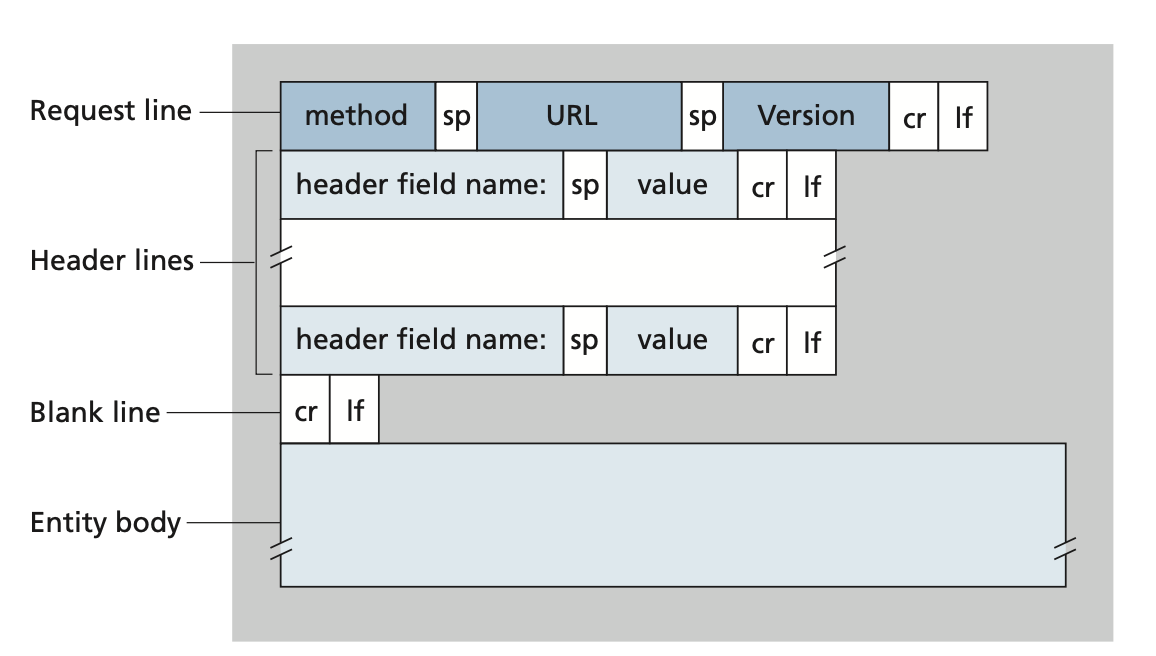 Request line method sp URL sp Version cr lf
header field name: sp value cr lf
Header lines
header field name: sp value cr lf
Blank line cr lf
Entity body